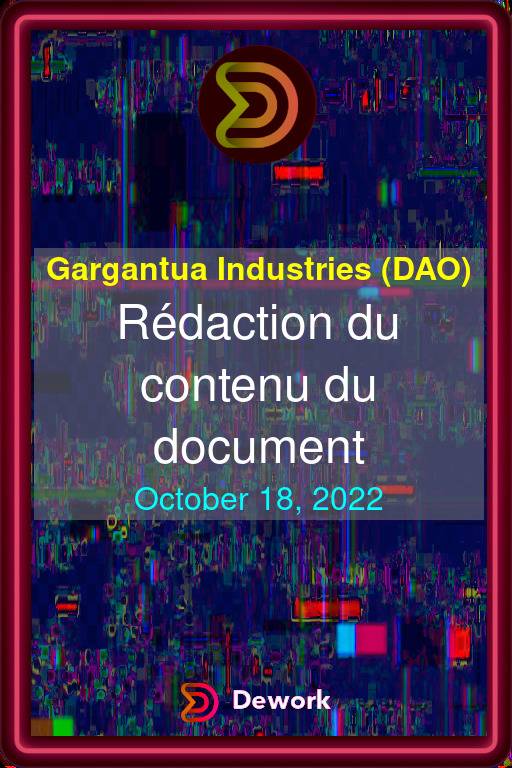 Gargantua Industries (DAO)
Rédaction du
contenu du
document
October 18, 2022
Dework